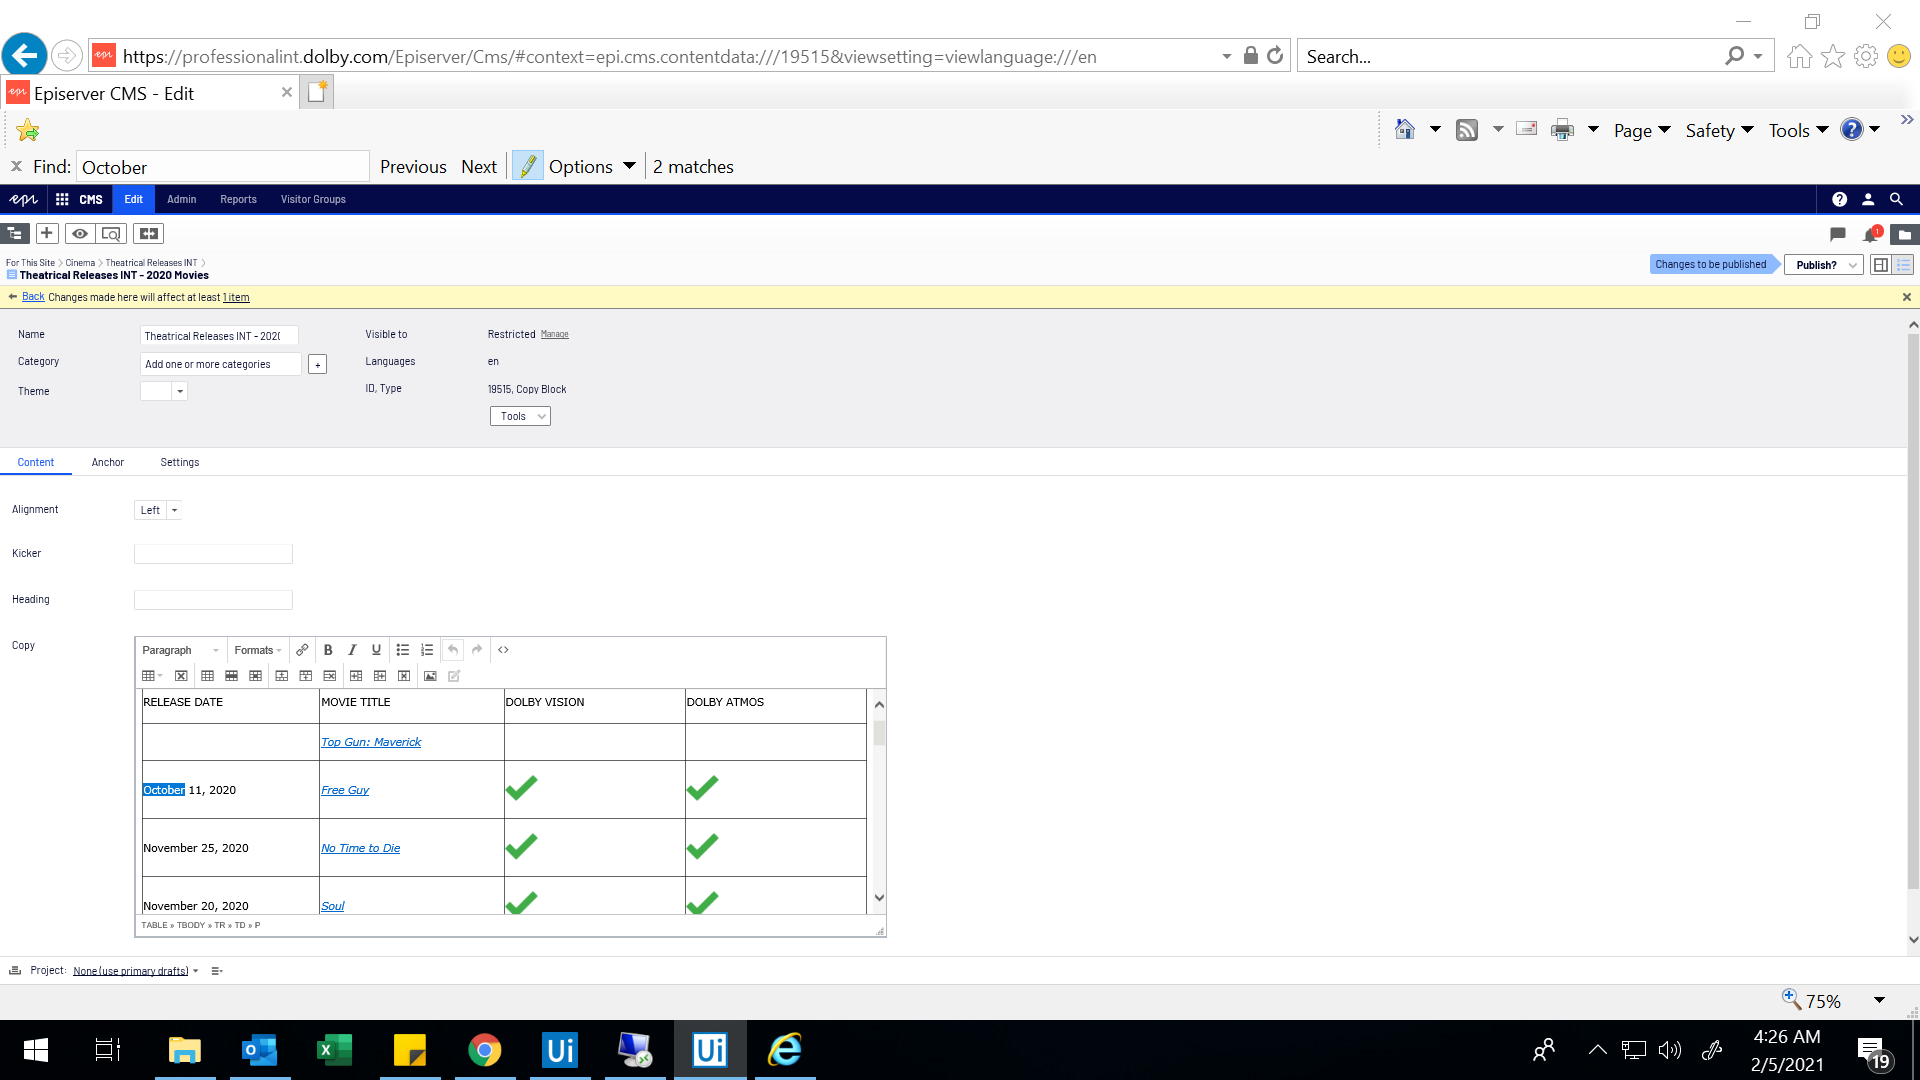 https://professionalint.dolby.com/Episerver/Cms/#context=epi.cms.contentdata:///19515&viewsetting=viewlanguage:///en
Search...
Episerver CMS - Edit
Page Safety Tools
x Find: October Previous Next Options 2 matches
epi CMS Edit Admin Reports Visitor Groups
1
For This Site > Cinema > Theatrical Releases INT >
Theatrical Releases INT - 2020 Movies
Changes to be published Publish?
Back Changes made here will affect at least 1 item
Name Theatrical Releases INT - 202( Visible to Restricted Manage
Category Add one or more categories + Languages en
Theme ID, Type 19515, Copy Block
Tools
Content Anchor Settings
Alignment Left
Kicker
Heading
Copy
Paragraph Formats B I U <>
RELEASE DATE MOVIE TITLE DOLBY VISION DOLBY ATMOS
Top Gun: Maverick
October 11, 2020 Free Guy
November 25, 2020 No Time to Die
November 20, 2020 Soul
TABLE » TBODY » TR » TD » P
Project: None (use primary drafts)
75%
4:26 AM
2/5/2021
19